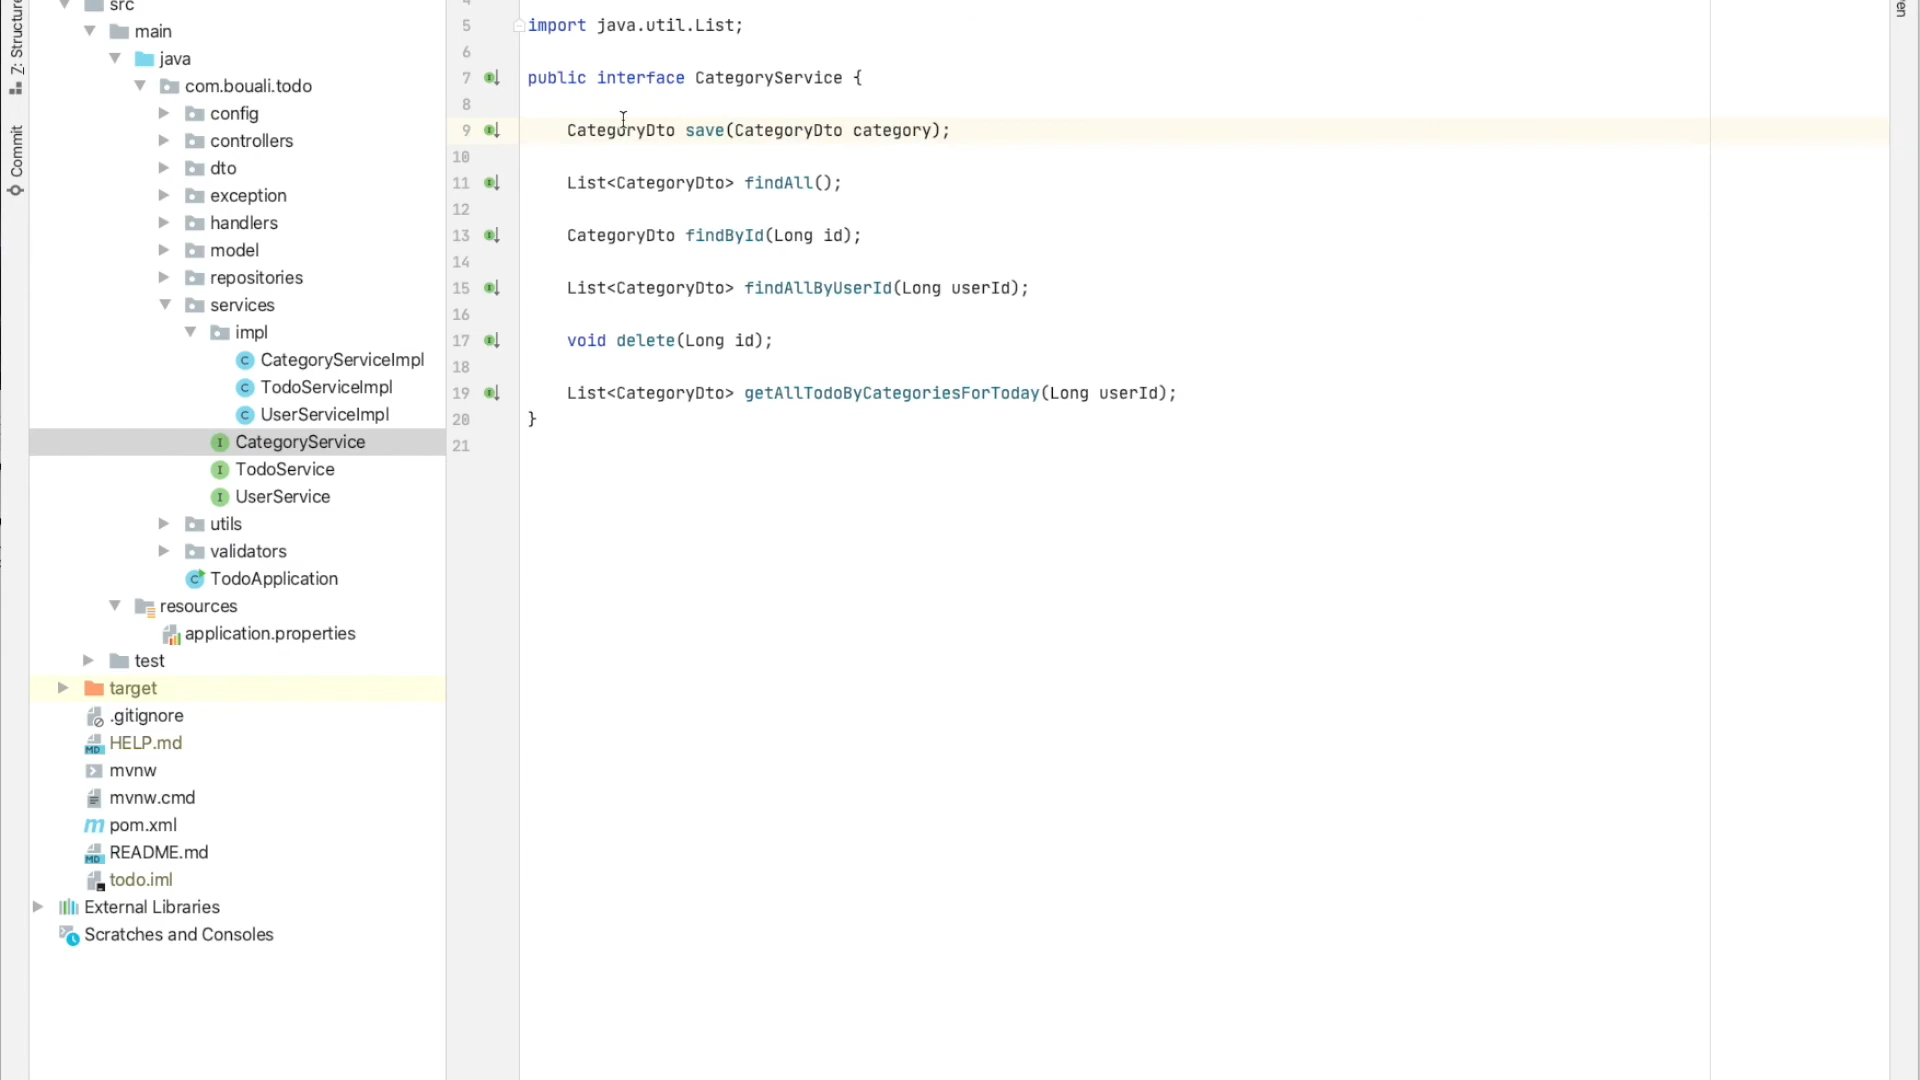 src
main
java
com.bouali.todo
config
controllers
dto
exception
handlers
model
repositories
services
impl
CategoryServiceImpl
TodoServiceImpl
UserServiceImpl
CategoryService
TodoService
UserService
utils
validators
TodoApplication
resources
application.properties
test
target
.gitignore
HELP.md
mvnw
mvnw.cmd
pom.xml
README.md
todo.iml
External Libraries
Scratches and Consoles
Z: Structure
Commit
5 import java.util.List;
6
7 public interface CategoryService {
8
9 CategoryDto save(CategoryDto category);
10
11 List<CategoryDto> findAll();
12
13 CategoryDto findById(Long id);
14
15 List<CategoryDto> findAllByUserId(Long userId);
16
17 void delete(Long id);
18
19 List<CategoryDto> getAllTodoByCategoriesForToday(Long userId);
20 }
21